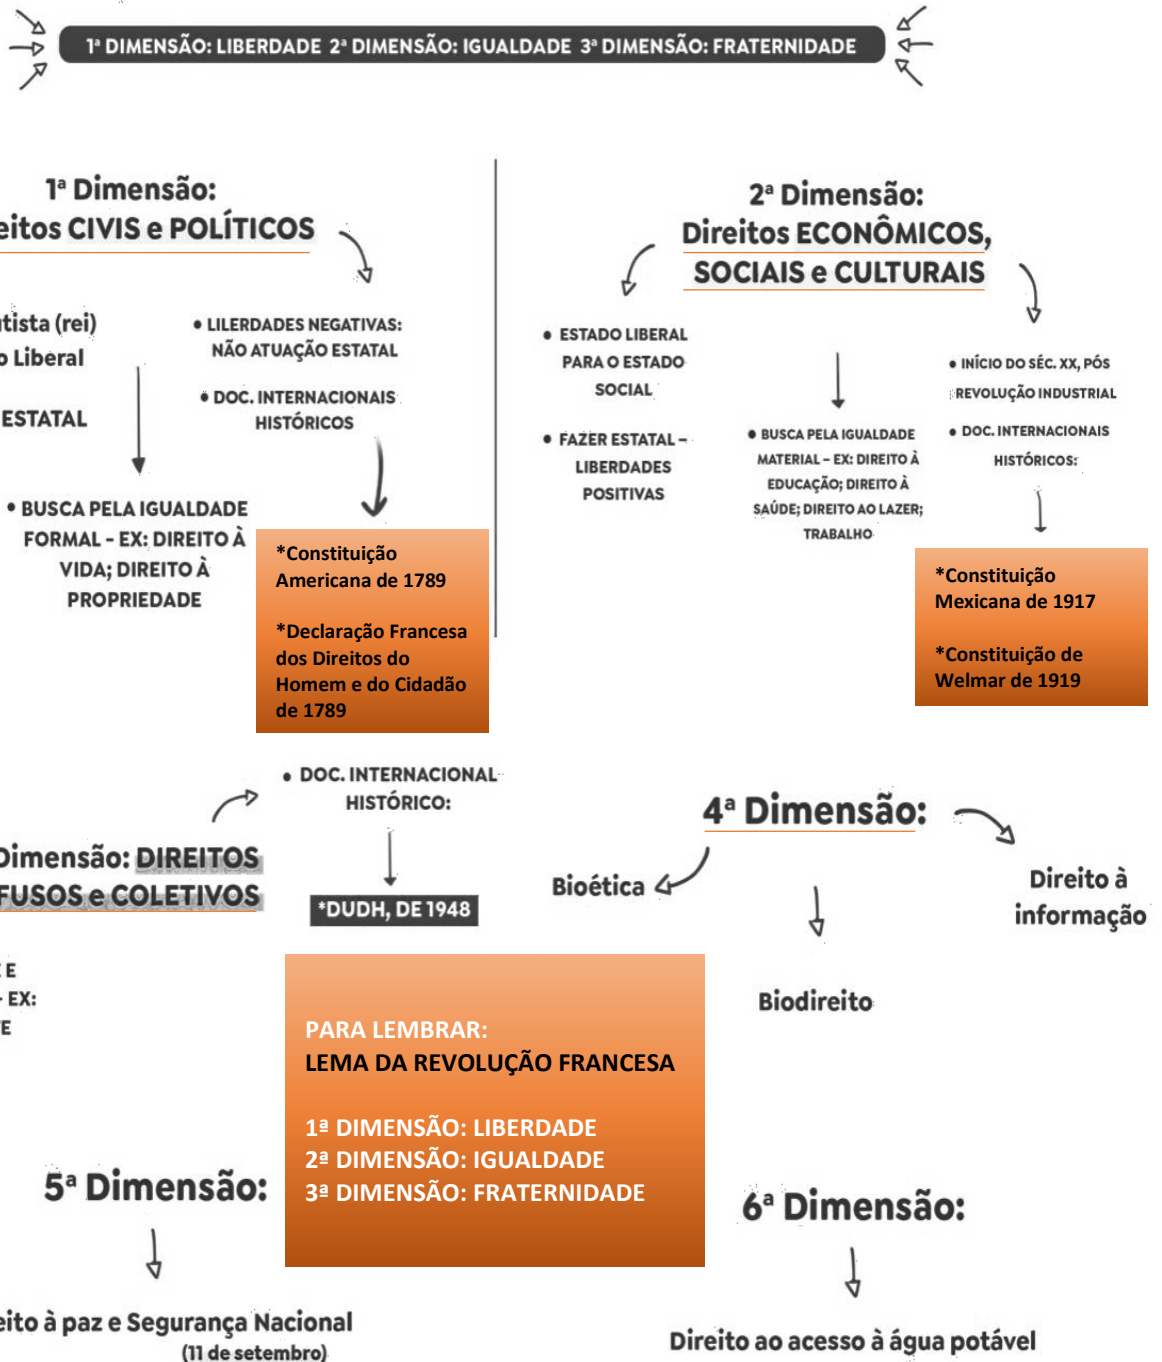 1ª DIMENSÃO: LIBERDADE 2ª DIMENSÃO: IGUALDADE 3ª DIMENSÃO: FRATERNIDADE
1ª Dimensão:
eitos CIVIS e POLÍTICOS
tista (rei)
o Liberal
ESTATAL
• LILERDADES NEGATIVAS:
NÃO ATUAÇÃO ESTATAL
• DOC. INTERNACIONAIS
HISTÓRICOS
• BUSCA PELA IGUALDADE
FORMAL - EX: DIREITO À
VIDA; DIREITO À
PROPRIEDADE
*Constituição
Americana de 1789
*Declaração Francesa
dos Direitos do
Homem e do Cidadão
de 1789
2ª Dimensão:
Direitos ECONÔMICOS,
SOCIAIS e CULTURAIS
• ESTADO LIBERAL
PARA O ESTADO
SOCIAL
• FAZER ESTATAL –
LIBERDADES
POSITIVAS
• BUSCA PELA IGUALDADE
MATERIAL – EX: DIREITO À
EDUCAÇÃO; DIREITO À
SAÚDE; DIREITO AO LAZER;
TRABALHO
• INÍCIO DO SÉC. XX, PÓS
REVOLUÇÃO INDUSTRIAL
• DOC. INTERNACIONAIS
HISTÓRICOS:
*Constituição
Mexicana de 1917
*Constituição de
Welmar de 1919
Dimensão: DIREITOS
FUSOS e COLETIVOS
• DOC. INTERNACIONAL
HISTÓRICO:
*DUDH, DE 1948
E E
- EX:
TE
4ª Dimensão:
Bioética
Biodireito
Direito à
informação
PARA LEMBRAR:
LEMA DA REVOLUÇÃO FRANCESA
1ª DIMENSÃO: LIBERDADE
2ª DIMENSÃO: IGUALDADE
3ª DIMENSÃO: FRATERNIDADE
5ª Dimensão:
eito à paz e Segurança Nacional
(11 de setembro)
6ª Dimensão:
Direito ao acesso à água potável